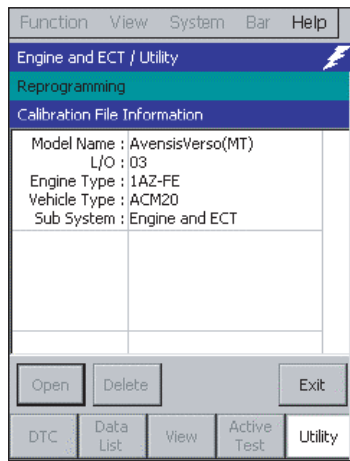 Function View System Bar Help
Engine and ECT / Utility
Reprogramming
Calibration File Information
Model Name : AvensisVerso(MT)
L/O : 03
Engine Type : 1AZ-FE
Vehicle Type : ACM20
Sub System : Engine and ECT
Open Delete Exit
DTC Data List View Active Test Utility